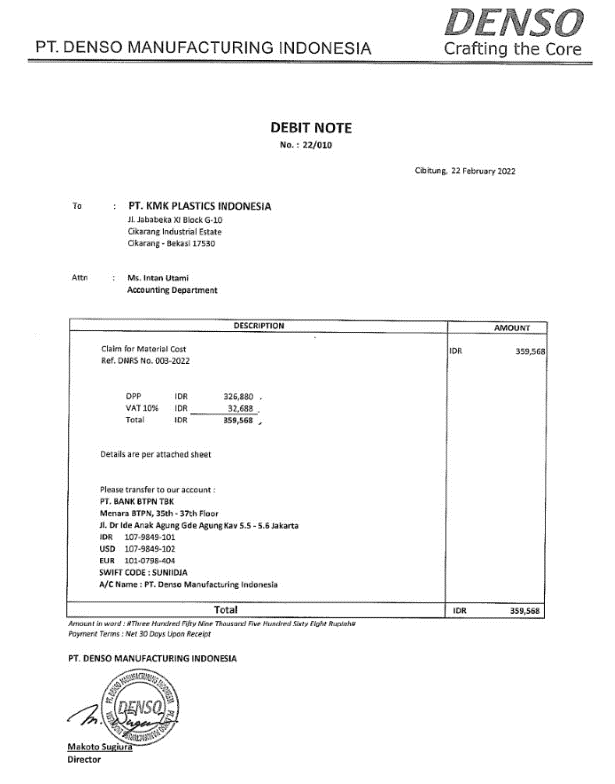 DENSO
PT. DENSO MANUFACTURING INDONESIA Crafting the Core
DEBIT NOTE
No. : 22/010
Cibitung, 22 February 2022
To : PT. KMK PLASTICS INDONESIA
Jl. Jababeka XI Block G-10
Cikarang Industrial Estate
Cikarang - Bekasi 17530
Attn : Ms. Intan Utami
Accounting Department
DESCRIPTION AMOUNT
Claim for Material Cost IDR 359,568
Ref. DNRS No. 003-2022
DPP IDR 326,880
VAT 10% IDR 32,688
Total IDR 359,568
Details are per attached sheet
Please transfer to our account :
PT. BANK BTPN TBK
Menara BTPN, 35th - 37th Floor
Jl. Dr Ide Anak Agung Gde Agung Kav 5.5 - 5.6 Jakarta
IDR 107-9849-101
USD 107-9849-102
EUR 101-0798-404
SWIFT CODE : SUNIIDJA
A/C Name : PT. Denso Manufacturing Indonesia
Total IDR 359,568
Amount in word : #Three Hundred Fifty Nine Thousand Five Hundred Sixty Eight Rupiah#
Payment Terms : Net 30 Days Upon Receipt
PT. DENSO MANUFACTURING INDONESIA
DENSO
Makoto Sugiura
Director